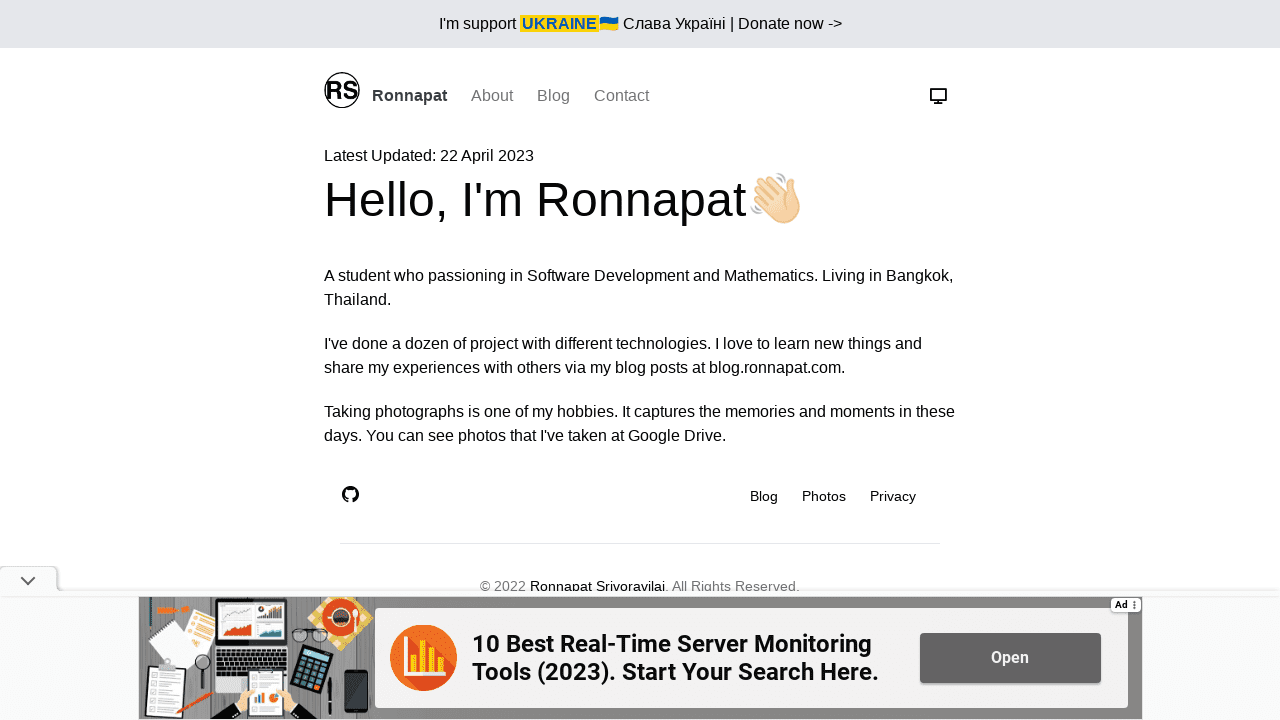 I'm support UKRAINE🇺🇦 Слава Україні | Donate now ->
RS Ronnapat About Blog Contact
Latest Updated: 22 April 2023
Hello, I'm Ronnapat👋🏻
A student who passioning in Software Development and Mathematics. Living in Bangkok,
Thailand.
I've done a dozen of project with different technologies. I love to learn new things and
share my experiences with others via my blog posts at blog.ronnapat.com.
Taking photographs is one of my hobbies. It captures the memories and moments in these
days. You can see photos that I've taken at Google Drive.
Blog Photos Privacy
© 2022 Ronnapat Srivoravilai. All Rights Reserved.
Ad
10 Best Real-Time Server Monitoring
Tools (2023). Start Your Search Here.
Open